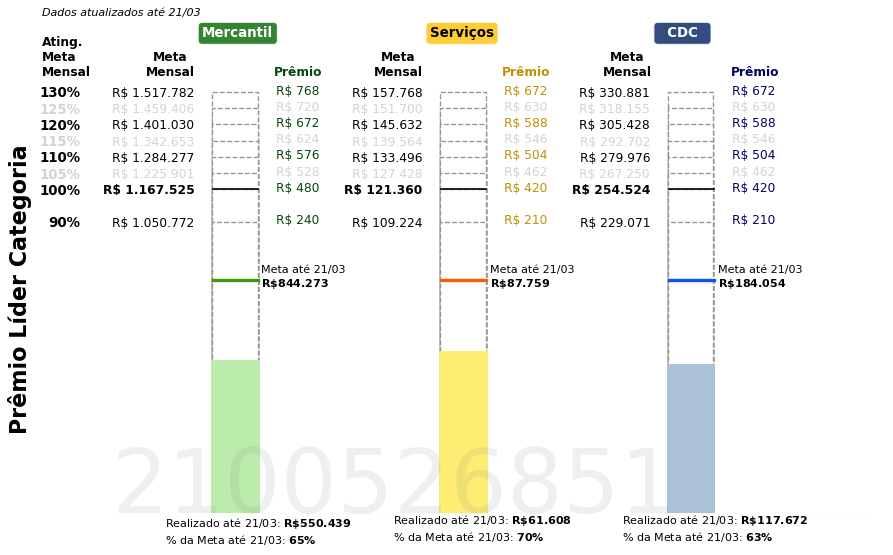 Dados atualizados até 21/03
Mercantil Serviços CDC
Ating. Meta Mensal
Meta Mensal Prêmio Meta Mensal Prêmio Meta Mensal Prêmio
130% R$ 1.517.782 R$ 768 R$ 157.768 R$ 672 R$ 330.881 R$ 672
125% R$ 1.459.406 R$ 720 R$ 151.700 R$ 630 R$ 318.155 R$ 630
120% R$ 1.401.030 R$ 672 R$ 145.632 R$ 588 R$ 305.428 R$ 588
115% R$ 1.342.653 R$ 624 R$ 139.564 R$ 546 R$ 292.702 R$ 546
110% R$ 1.284.277 R$ 576 R$ 133.496 R$ 504 R$ 279.976 R$ 504
105% R$ 1.225.901 R$ 528 R$ 127.428 R$ 462 R$ 267.250 R$ 462
100% R$ 1.167.525 R$ 480 R$ 121.360 R$ 420 R$ 254.524 R$ 420
90% R$ 1.050.772 R$ 240 R$ 109.224 R$ 210 R$ 229.071 R$ 210
Prêmio Líder Categoria
Meta até 21/03 Meta até 21/03 Meta até 21/03
R$844.273 R$87.759 R$184.054
2100526851
Realizado até 21/03: R$550.439 Realizado até 21/03: R$61.608 Realizado até 21/03: R$117.672
% da Meta até 21/03: 65% % da Meta até 21/03: 70% % da Meta até 21/03: 63%